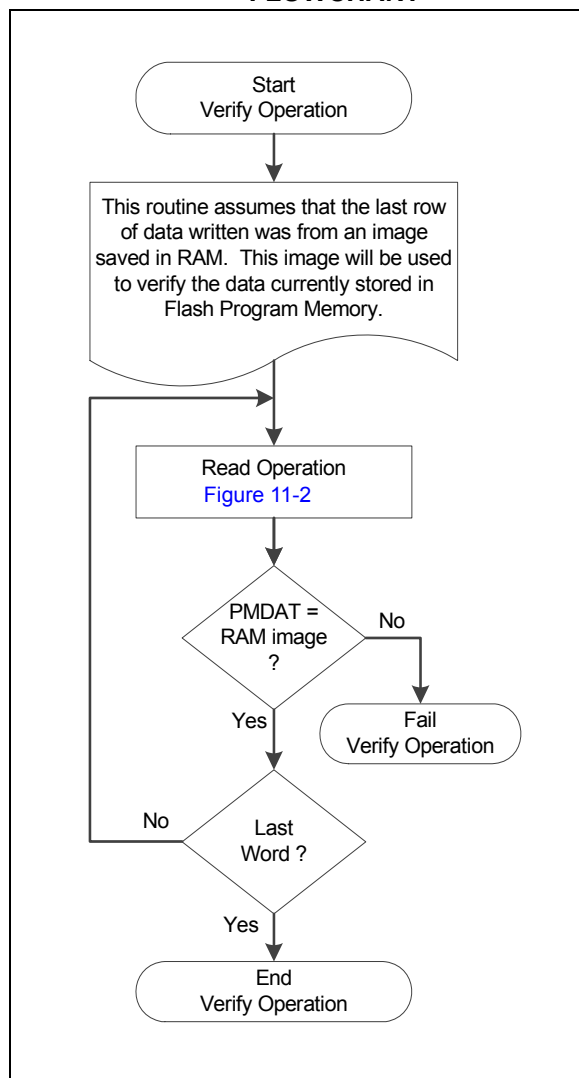 FLOWCHART
Start
Verify Operation
This routine assumes that the last row
of data written was from an image
saved in RAM. This image will be used
to verify the data currently stored in
Flash Program Memory.
Read Operation
Figure 11-2
PMDAT =
RAM image
?
No
Yes
Fail
Verify Operation
No
Last
Word ?
Yes
End
Verify Operation